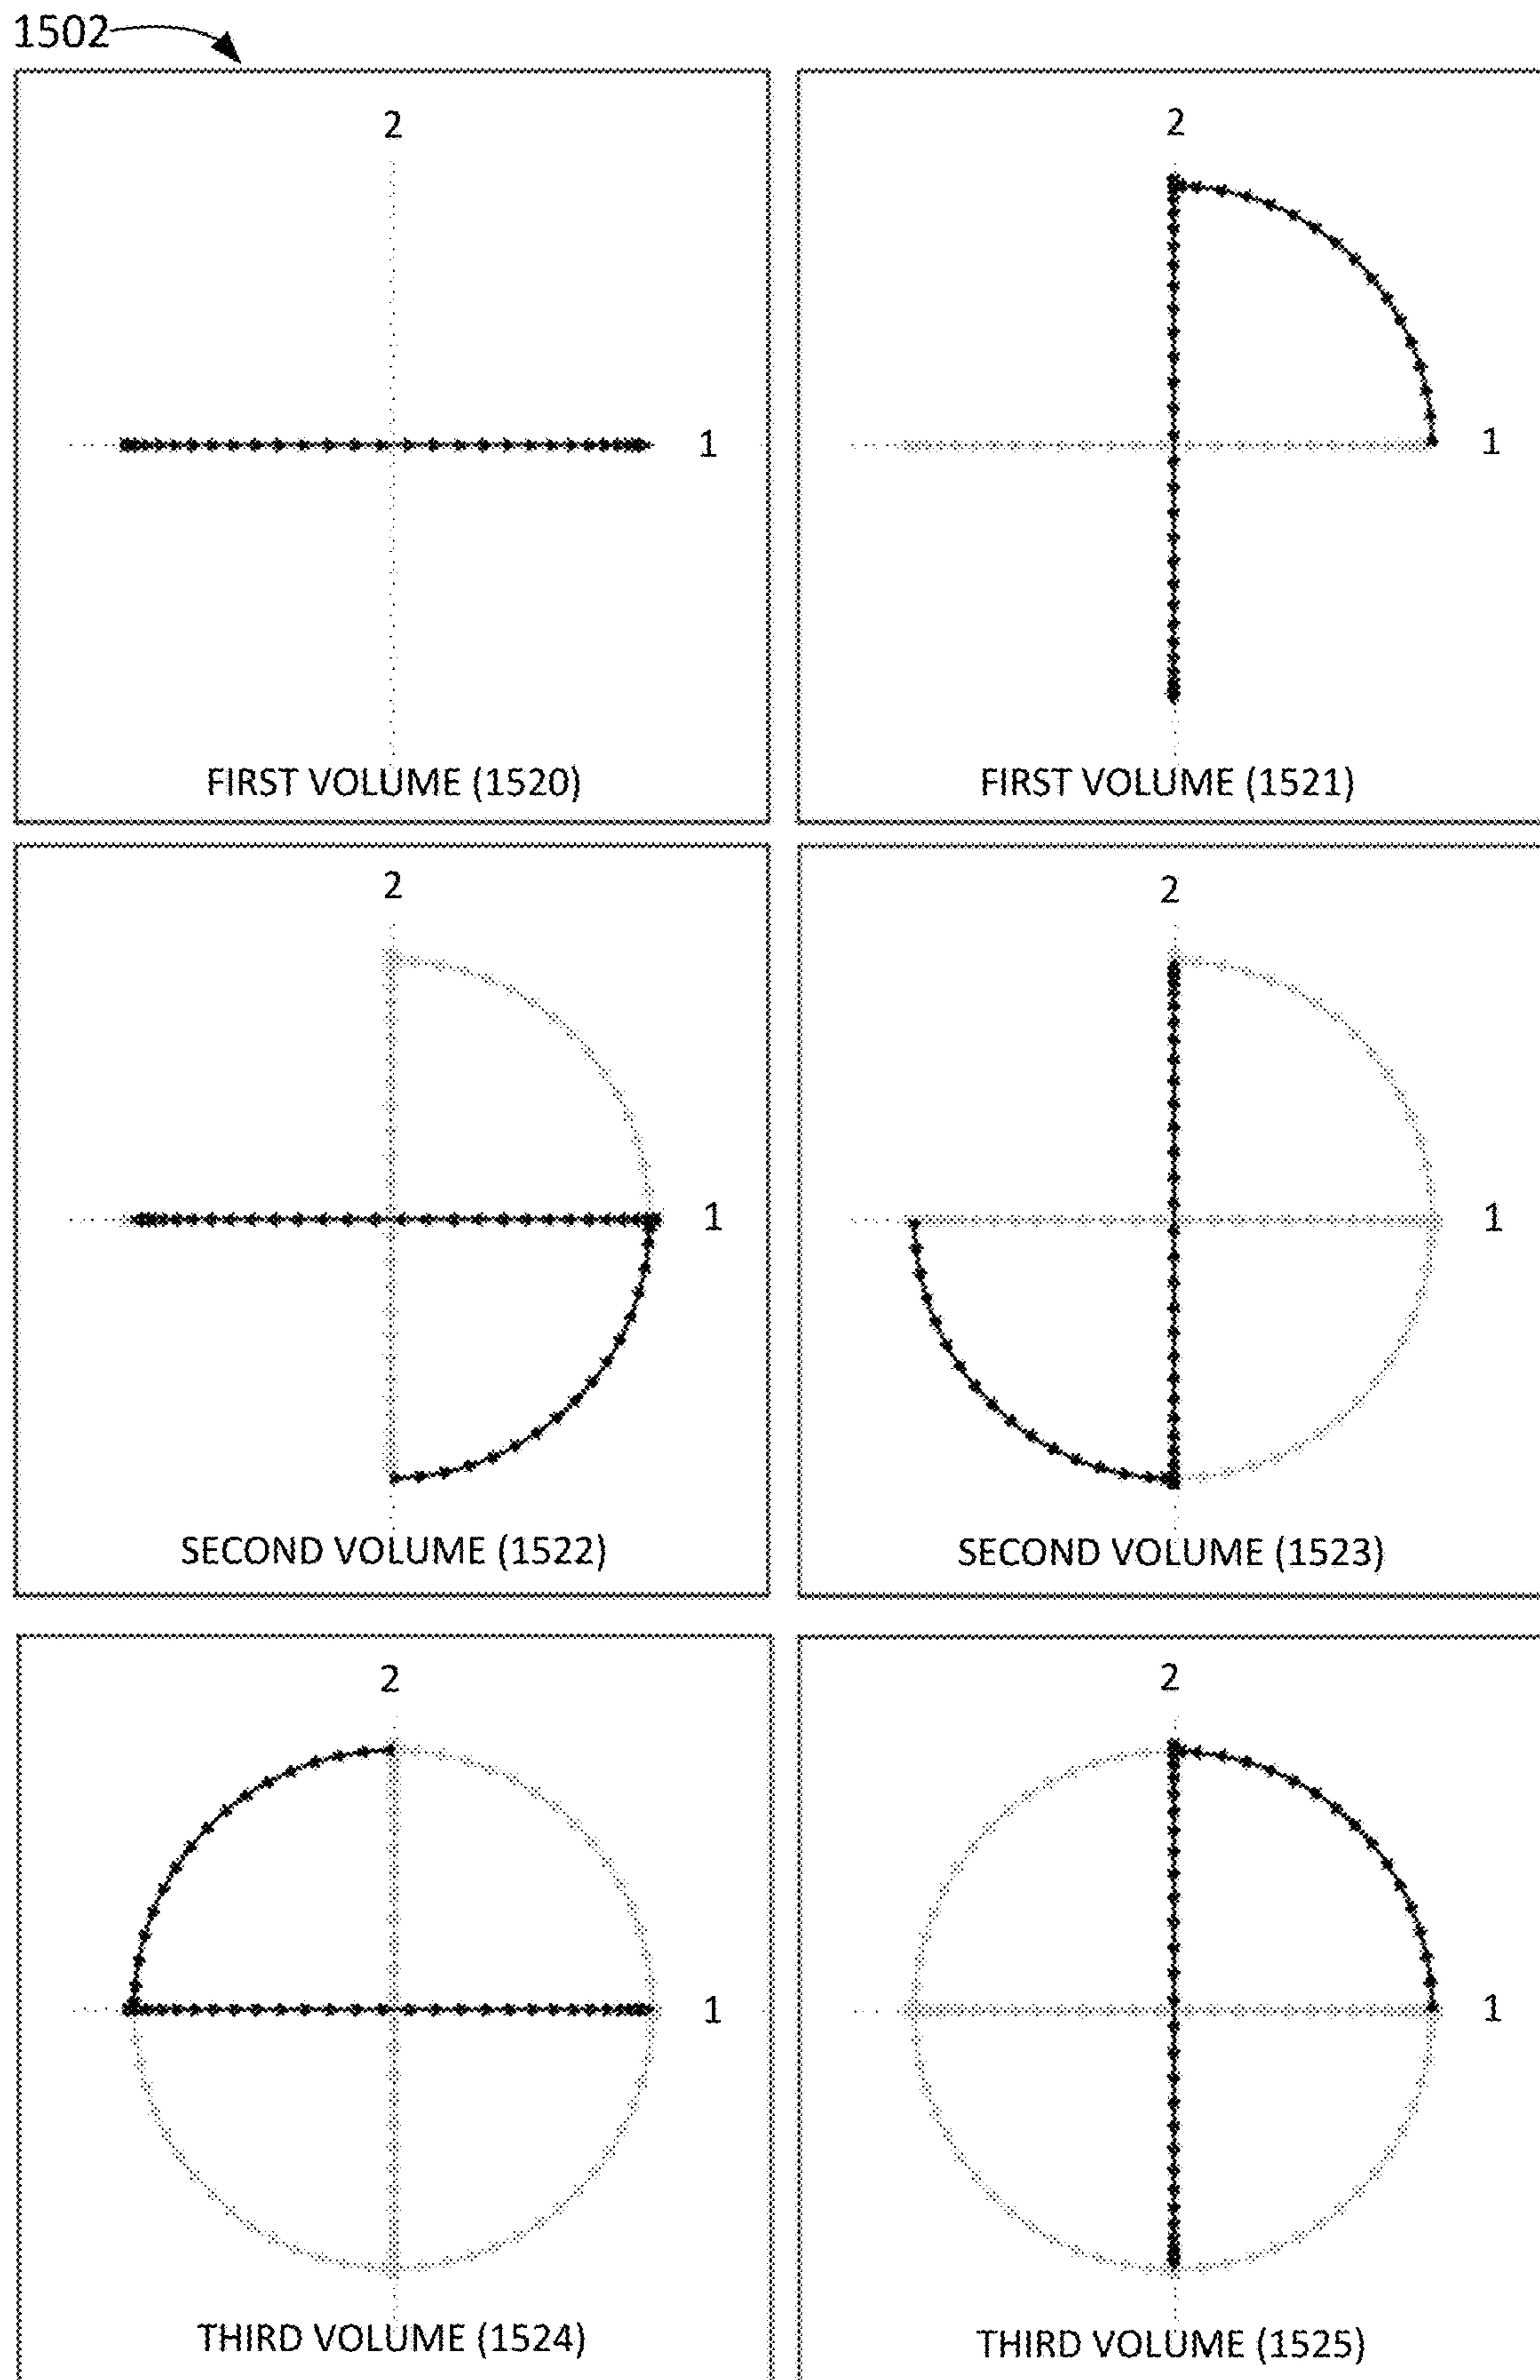 1502
2
1
FIRST VOLUME (1520)
2
1
FIRST VOLUME (1521)
2
1
SECOND VOLUME (1522)
2
1
SECOND VOLUME (1523)
2
1
THIRD VOLUME (1524)
2
1
THIRD VOLUME (1525)